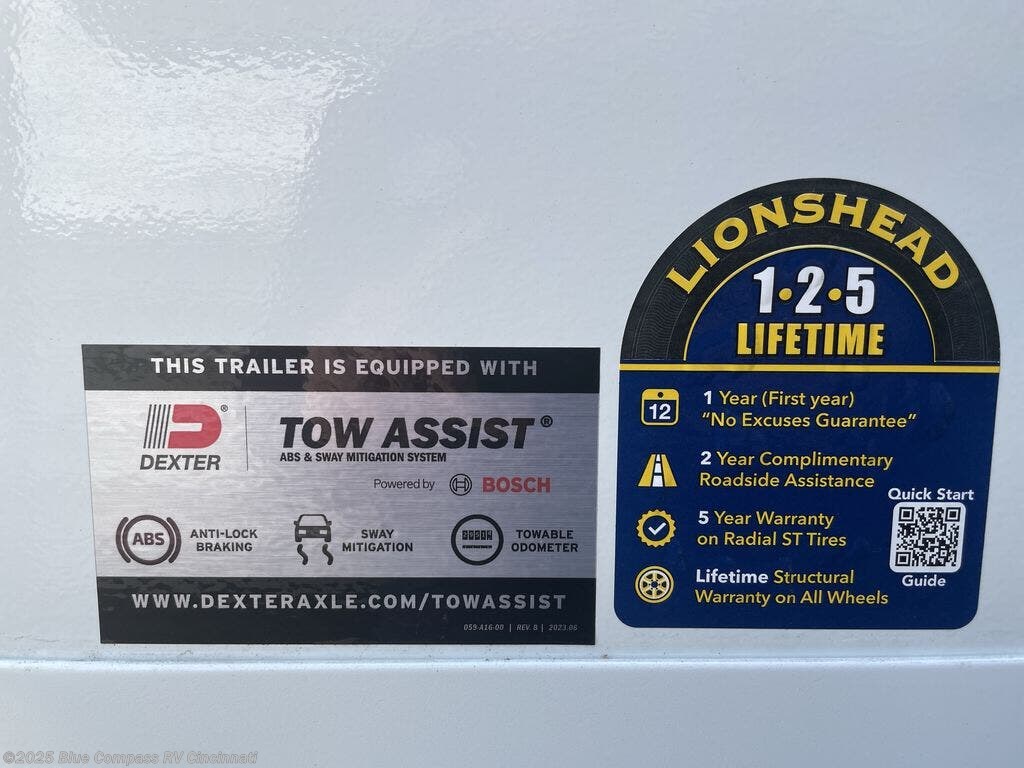 THIS TRAILER IS EQUIPPED WITH
DEXTER®
TOW ASSIST®
ABS & SWAY MITIGATION SYSTEM
Powered by BOSCH
ABS
ANTI-LOCK
BRAKING
SWAY
MITIGATION
TOWABLE
ODOMETER
WWW.DEXTERAXLE.COM/TOWASSIST
059-A16-00 | REV. B | 2023.06
LIONSHEAD
1•2•5
LIFETIME
12
1 Year (First year)
"No Excuses Guarantee"
2 Year Complimentary
Roadside Assistance
5 Year Warranty
on Radial ST Tires
Quick Start
Guide
Lifetime Structural
Warranty on All Wheels
©2025 Blue Compass RV Cincinnati